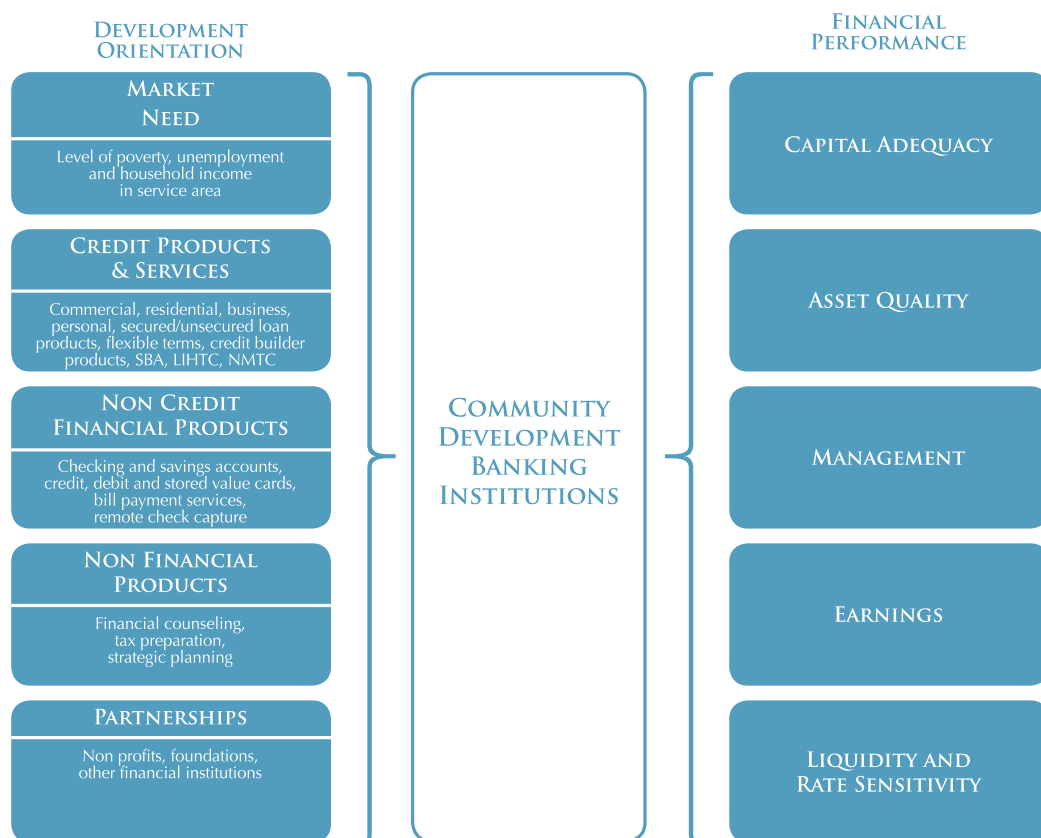 DEVELOPMENT
ORIENTATION
MARKET
NEED
Level of poverty, unemployment
and household income
in service area
CREDIT PRODUCTS
& SERVICES
Commercial, residential, business,
personal, secured/unsecured loan
products, flexible terms, credit builder
products, SBA, LIHTC, NMTC
NON CREDIT
FINANCIAL PRODUCTS
Checking and savings accounts,
credit, debit and stored value cards,
bill payment services,
remote check capture
NON FINANCIAL
PRODUCTS
Financial counseling,
tax preparation,
strategic planning
PARTNERSHIPS
Non profits, foundations,
other financial institutions
COMMUNITY
DEVELOPMENT
BANKING
INSTITUTIONS
FINANCIAL
PERFORMANCE
CAPITAL ADEQUACY
ASSET QUALITY
MANAGEMENT
EARNINGS
LIQUIDITY AND
RATE SENSITIVITY